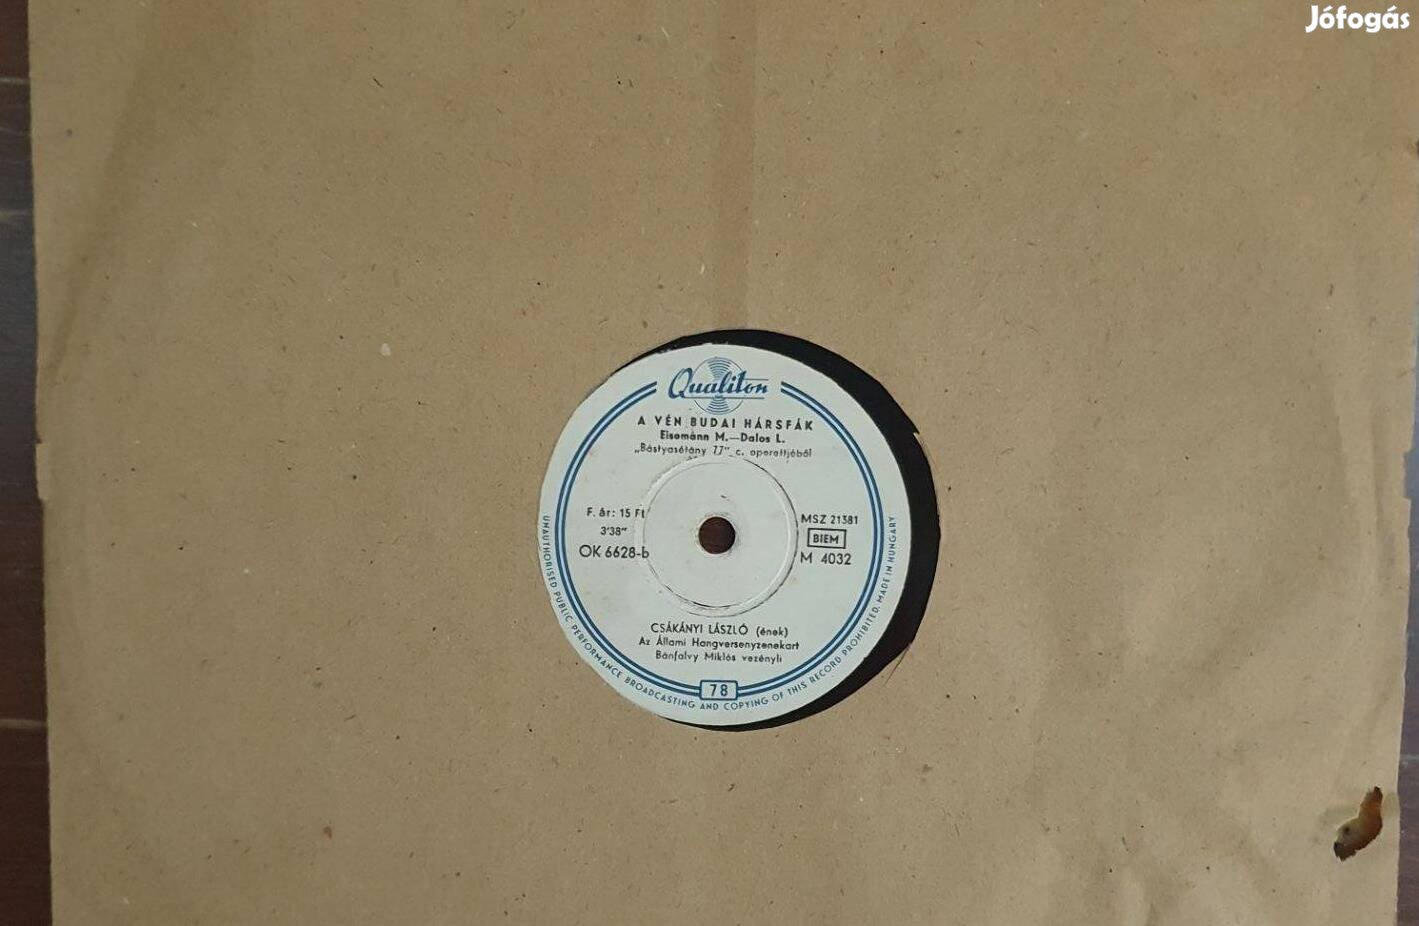 Jófogás
Qualiton
A VÉN BUDAI HÁRSFÁK
Eisemann M.—Dalos L.
„Bástyasétány 77" c. operettjéből
F. ár: 15 Ft
3'38"
OK 6628-b
MSZ 21381
BIEM
M 4032
CSÁKÁNYI LÁSZLÓ (ének)
Az Állami Hangversenyzenekart
Bánfalvy Miklós vezényli
78
UNAUTHORISED PUBLIC PERFORMANCE BROADCASTING AND COPYING OF THIS RECORD PROHIBITED. MADE IN HUNGARY